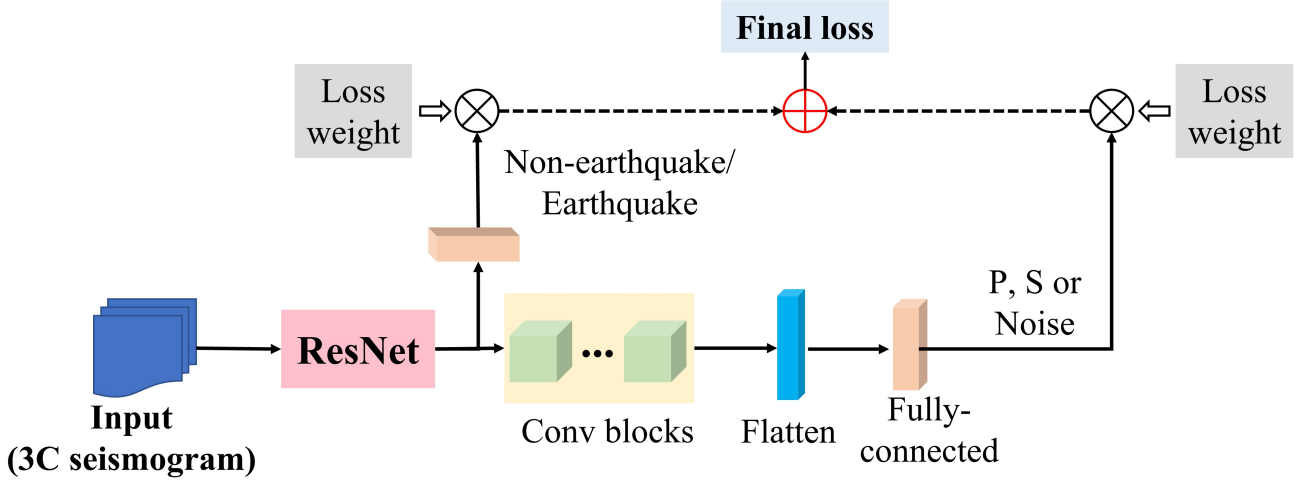 Final loss
Loss
weight
Loss
weight
Non-earthquake/
Earthquake
P, S or
Noise
ResNet
...
Input
(3C seismogram)
Conv blocks
Flatten
Fully-
connected